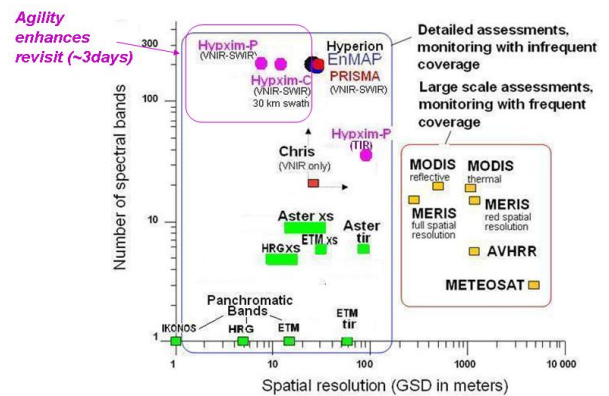 Agility
enhances
revisit (~3days)
Detailed assessments,
monitoring with infrequent
coverage
Large scale assessments,
monitoring with frequent
coverage
Number of spectral bands
300
100
10
1
Hypxim-P
(VNIR-SWIR)
Hypxim-C
(VNIR-SWIR)
30 km swath
Hyperion
EnMAP
PRISMA
(VNIR-SWIR)
Hypxim-P
(TIR)
Chris
(VNIR only)
MODIS
reflective
MODIS
thermal
MERIS
full spatial
resolution
MERIS
red spatial
resolution
AVHRR
METEOSAT
Aster xs
ETM xs
HRG xs
Aster
tir
Panchromatic
Bands
IKONOS
HRG
ETM
ETM
tir
1
10
100
1000
10 000
Spatial resolution (GSD in meters)